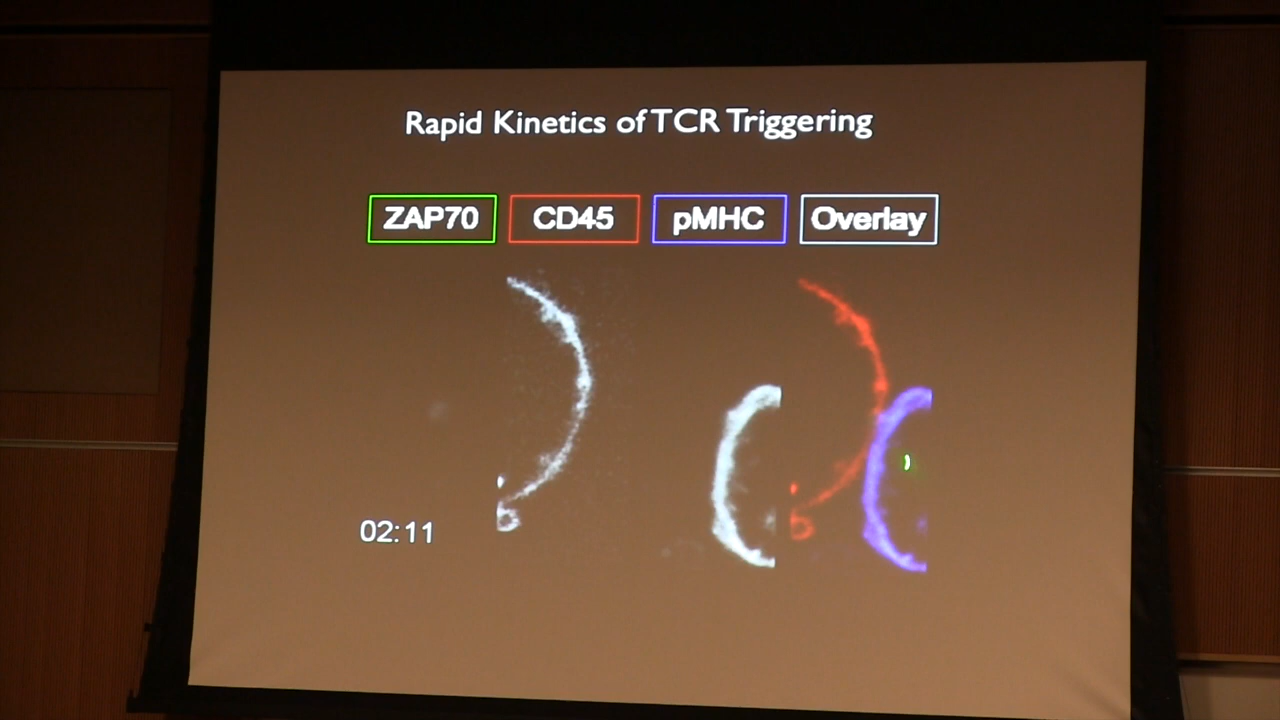 Rapid Kinetics of TCR Triggering
ZAP70 CD45 pMHC Overlay
02:11